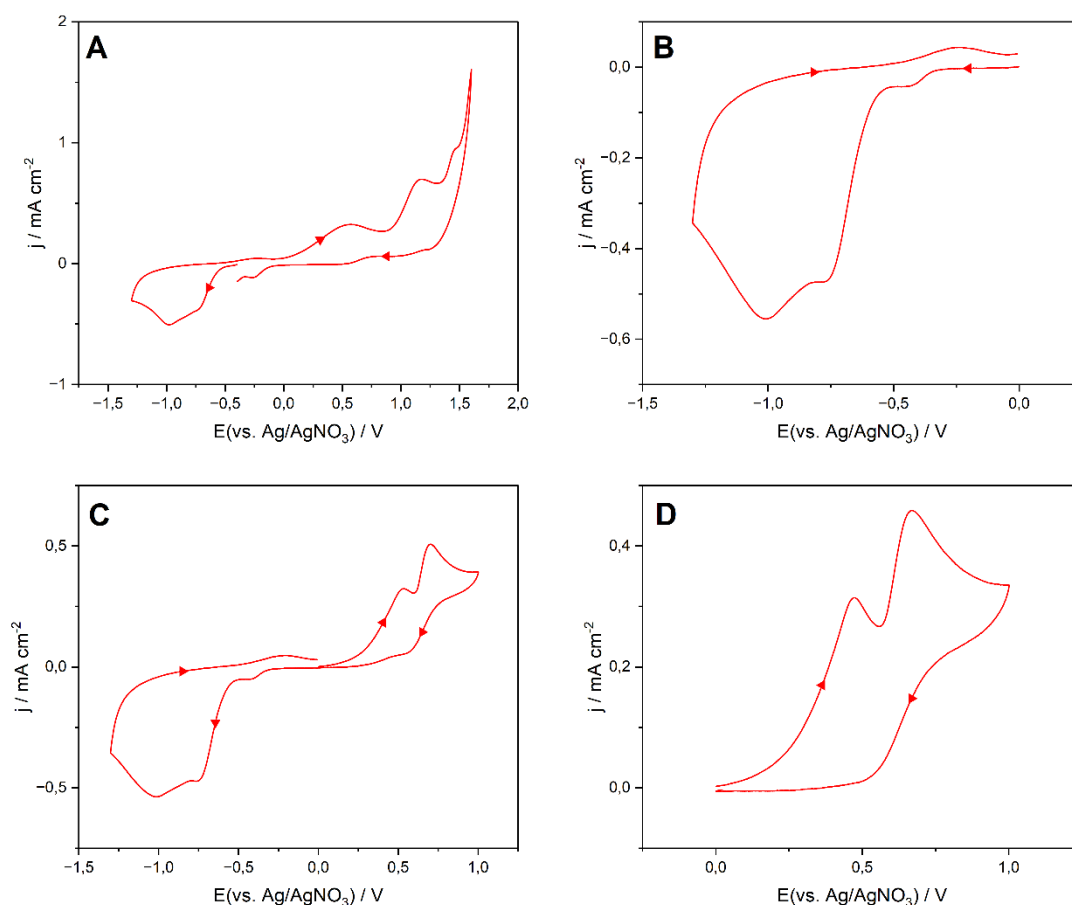 A
2
1
0
−1
j / mA cm-2
−1,5 −1,0 −0,5 0,0 0,5 1,0 1,5 2,0
E(vs. Ag/AgNO3) / V
B
0,0
−0,2
−0,4
−0,6
j / mA cm-2
−1,5 −1,0 −0,5 0,0
E(vs. Ag/AgNO3) / V
C
0,5
0,0
−0,5
j / mA cm-2
−1,5 −1,0 −0,5 0,0 0,5 1,0
E(vs. Ag/AgNO3) / V
D
0,4
0,2
0,0
j / mA cm-2
0,0 0,5 1,0
E(vs. Ag/AgNO3) / V